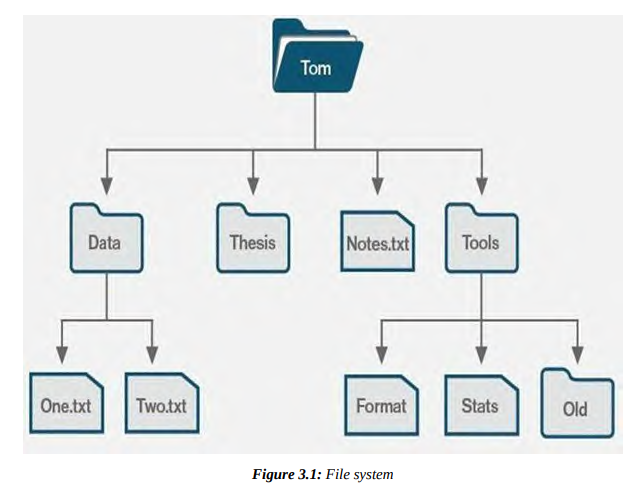 Tom
Data
Thesis
Notes.txt
Tools
One.txt
Two.txt
Format
Stats
Old
Figure 3.1: File system